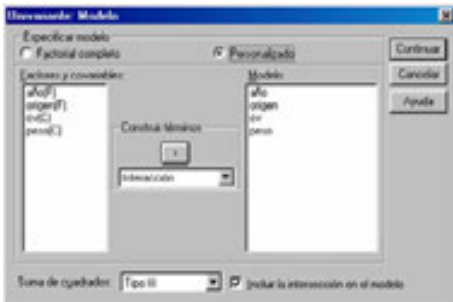 Univariante: Modelo
Especificar modelo
Factorial completo
Personalizado
Continuar
Cancelar
Ayuda
Factores y covariables:
año(F)
origen(F)
cv(C)
peso(C)
Construir términos
Interacción
Modelo:
año
origen
cv
peso
Suma de cuadrados:
Tipo III
Incluir la intersección en el modelo